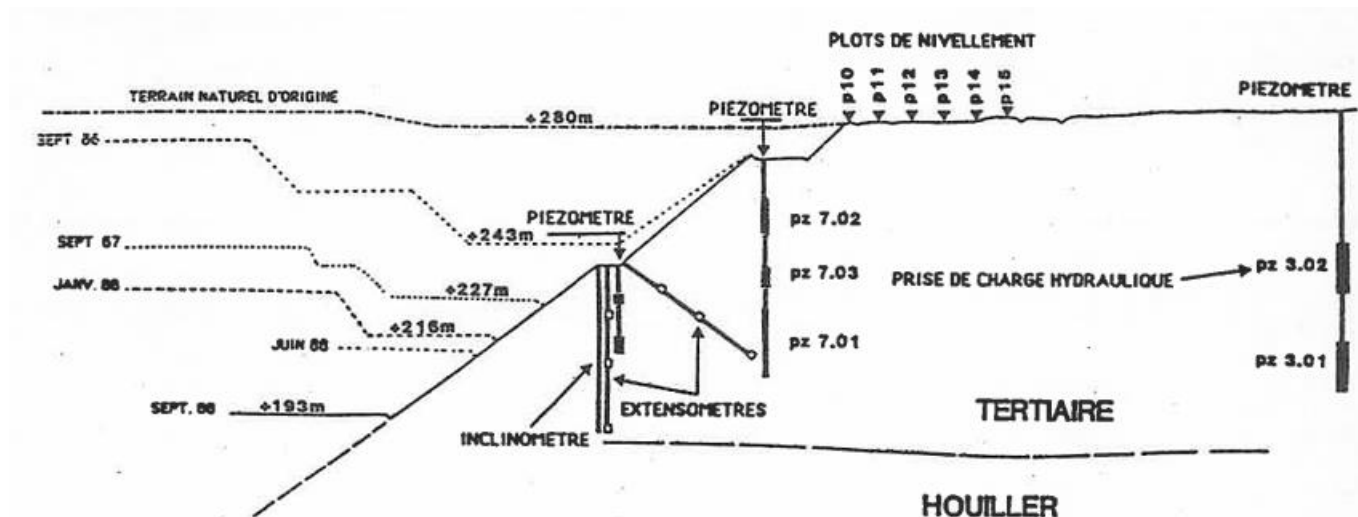 PLOTS DE NIVELLEMENT
p10
p11
p12
p13
p14
p15
PIEZOMETRE
TERRAIN NATUREL D'ORIGINE
÷280m
PIEZOMETRE
SEPT 86
pz 7.02
PIEZOMETRE
÷243m
SEPT 87
pz 7.03
PRISE DE CHARGE HYDRAULIQUE
pz 3.02
JANV. 88
÷227m
÷216m
JUIN 88
pz 7.01
pz 3.01
SEPT. 88
÷193m
EXTENSOMETRES
TERTIAIRE
INCLINOMETRE
HOUILLER